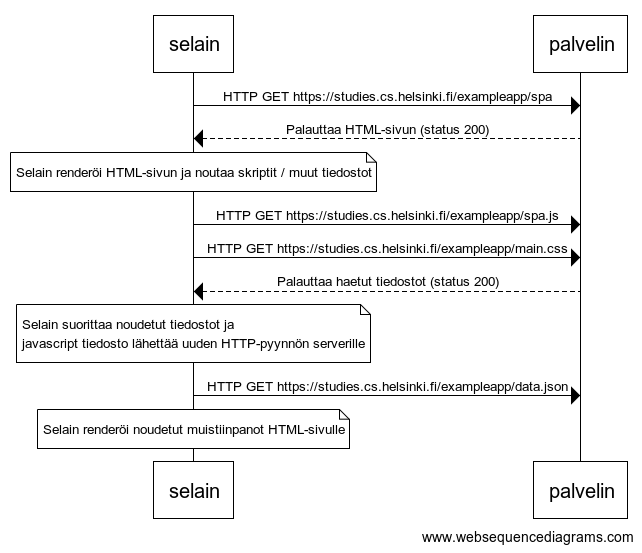 selain
palvelin
HTTP GET https://studies.cs.helsinki.fi/exampleapp/spa
Palauttaa HTML-sivun (status 200)
Selain renderöi HTML-sivun ja noutaa skriptit / muut tiedostot
HTTP GET https://studies.cs.helsinki.fi/exampleapp/spa.js
HTTP GET https://studies.cs.helsinki.fi/exampleapp/main.css
Palauttaa haetut tiedostot (status 200)
Selain suorittaa noudetut tiedostot ja
javascript tiedosto lähettää uuden HTTP-pyynnön serverille
HTTP GET https://studies.cs.helsinki.fi/exampleapp/data.json
Selain renderöi noudetut muistiinpanot HTML-sivulle
selain
palvelin
www.websequencediagrams.com